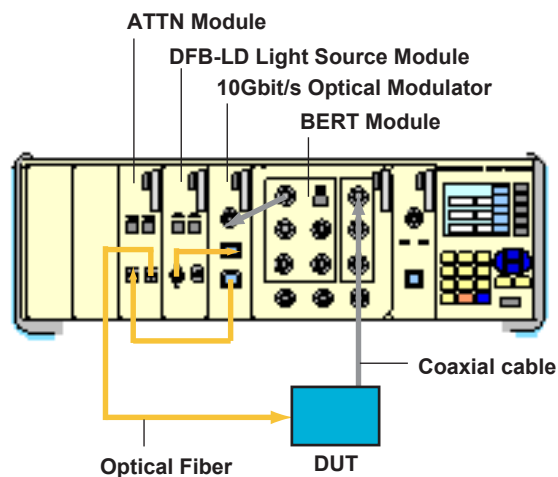 ATTN Module
DFB-LD Light Source Module
10Gbit/s Optical Modulator
BERT Module
Coaxial cable
Optical Fiber
DUT